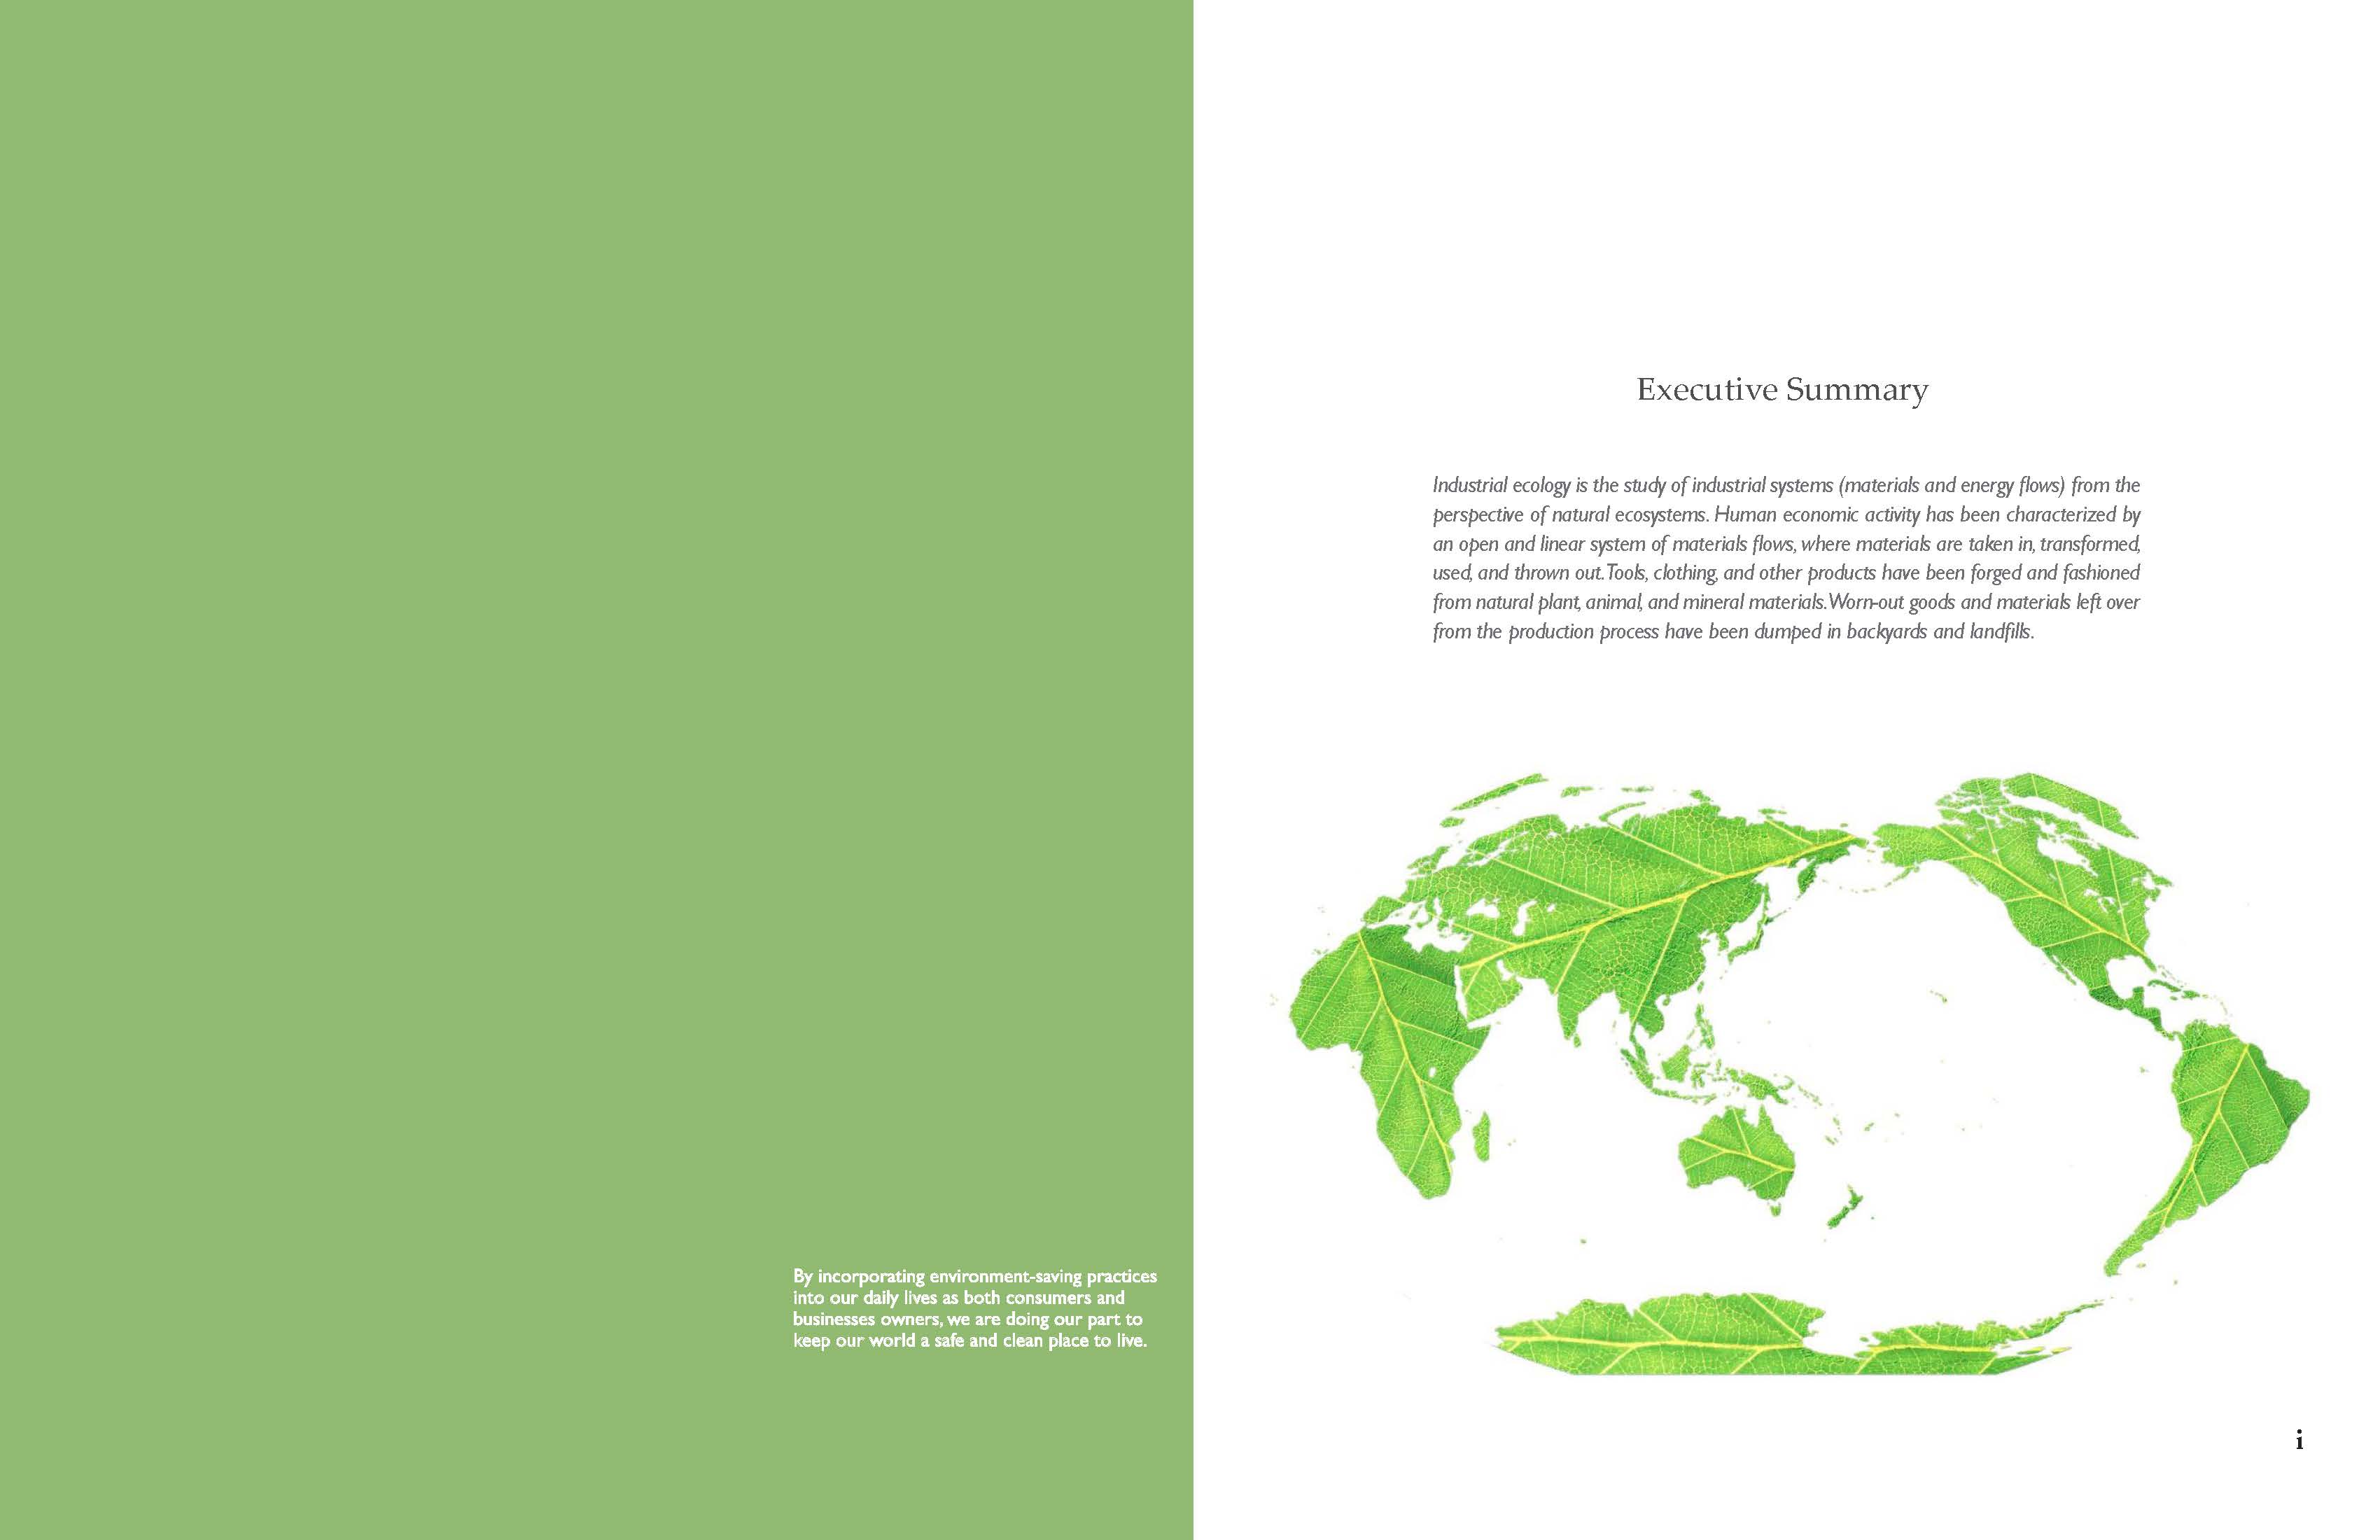 By incorporating environment-saving practices
into our daily lives as both consumers and
businesses owners, we are doing our part to
keep our world a safe and clean place to live.
Executive Summary
Industrial ecology is the study of industrial systems (materials and energy flows) from the
perspective of natural ecosystems. Human economic activity has been characterized by
an open and linear system of materials flows, where materials are taken in, transformed,
used, and thrown out. Tools, clothing, and other products have been forged and fashioned
from natural plant, animal, and mineral materials. Worn-out goods and materials left over
from the production process have been dumped in backyards and landfills.
i